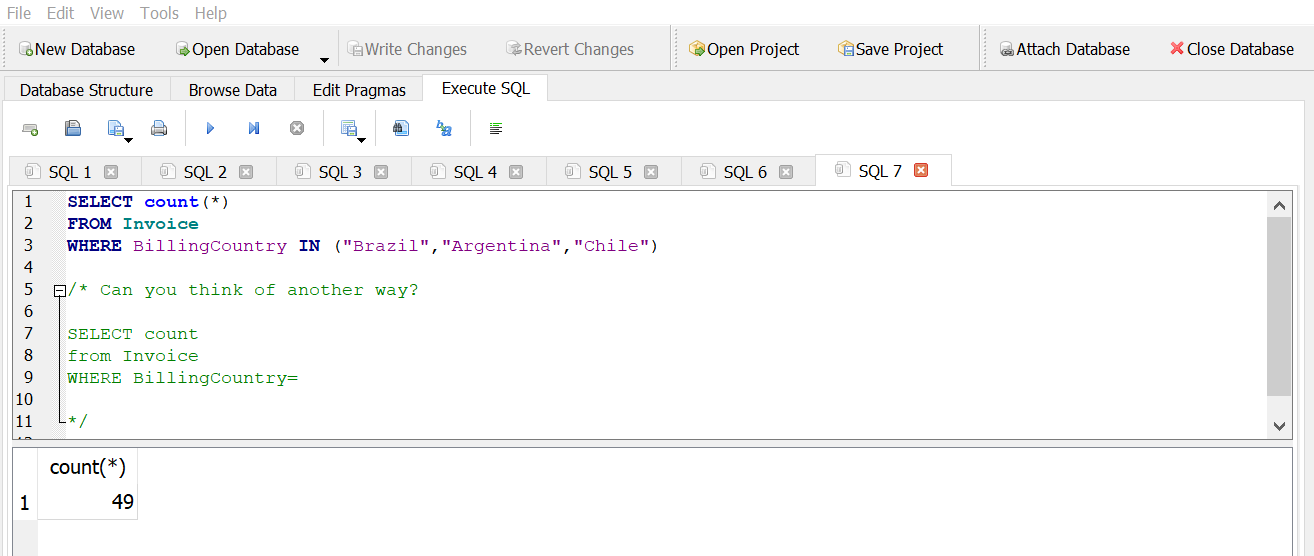 File Edit View Tools Help
New Database Open Database Write Changes Revert Changes Open Project Save Project Attach Database Close Database
Database Structure Browse Data Edit Pragmas Execute SQL
SQL 1 SQL 2 SQL 3 SQL 4 SQL 5 SQL 6 SQL 7
1 SELECT count(*)
2 FROM Invoice
3 WHERE BillingCountry IN ("Brazil","Argentina","Chile")
4
5 /* Can you think of another way?
6
7 SELECT count
8 from Invoice
9 WHERE BillingCountry=
10
11 */
count(*)
1 49